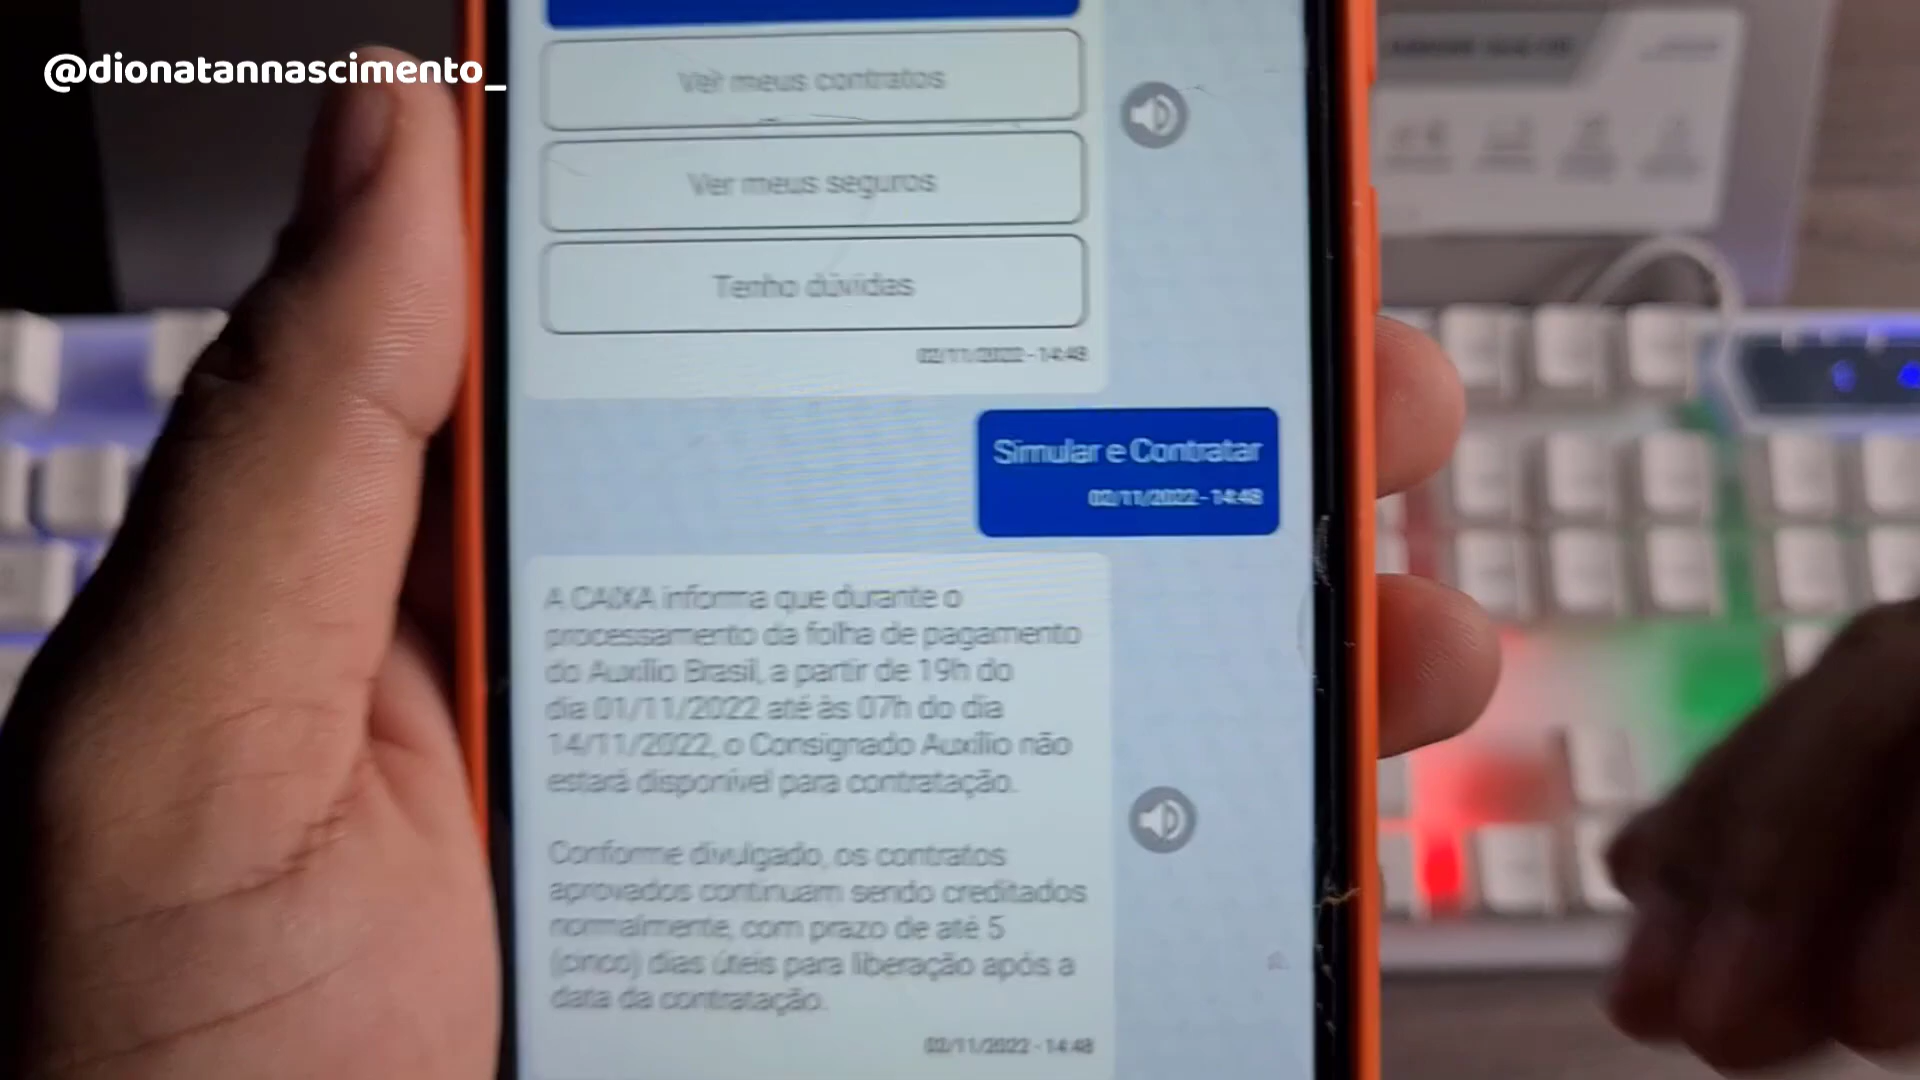 @dionatannascimento_
Ver meus contratos
Ver meus seguros
Tenho dúvidas
02/11/2022 - 14:48
Simular e Contratar
02/11/2022 - 14:48
A CAIXA informa que durante o
processamento da folha de pagamento
do Auxílio Brasil, a partir de 19h do
dia 01/11/2022 até às 07h do dia
14/11/2022, o Consignado Auxílio não
estará disponível para contratação.
Conforme divulgado, os contratos
aprovados continuam sendo creditados
normalmente, com prazo de até 5
(cinco) dias úteis para liberação após a
data da contratação.
02/11/2022 - 14:48